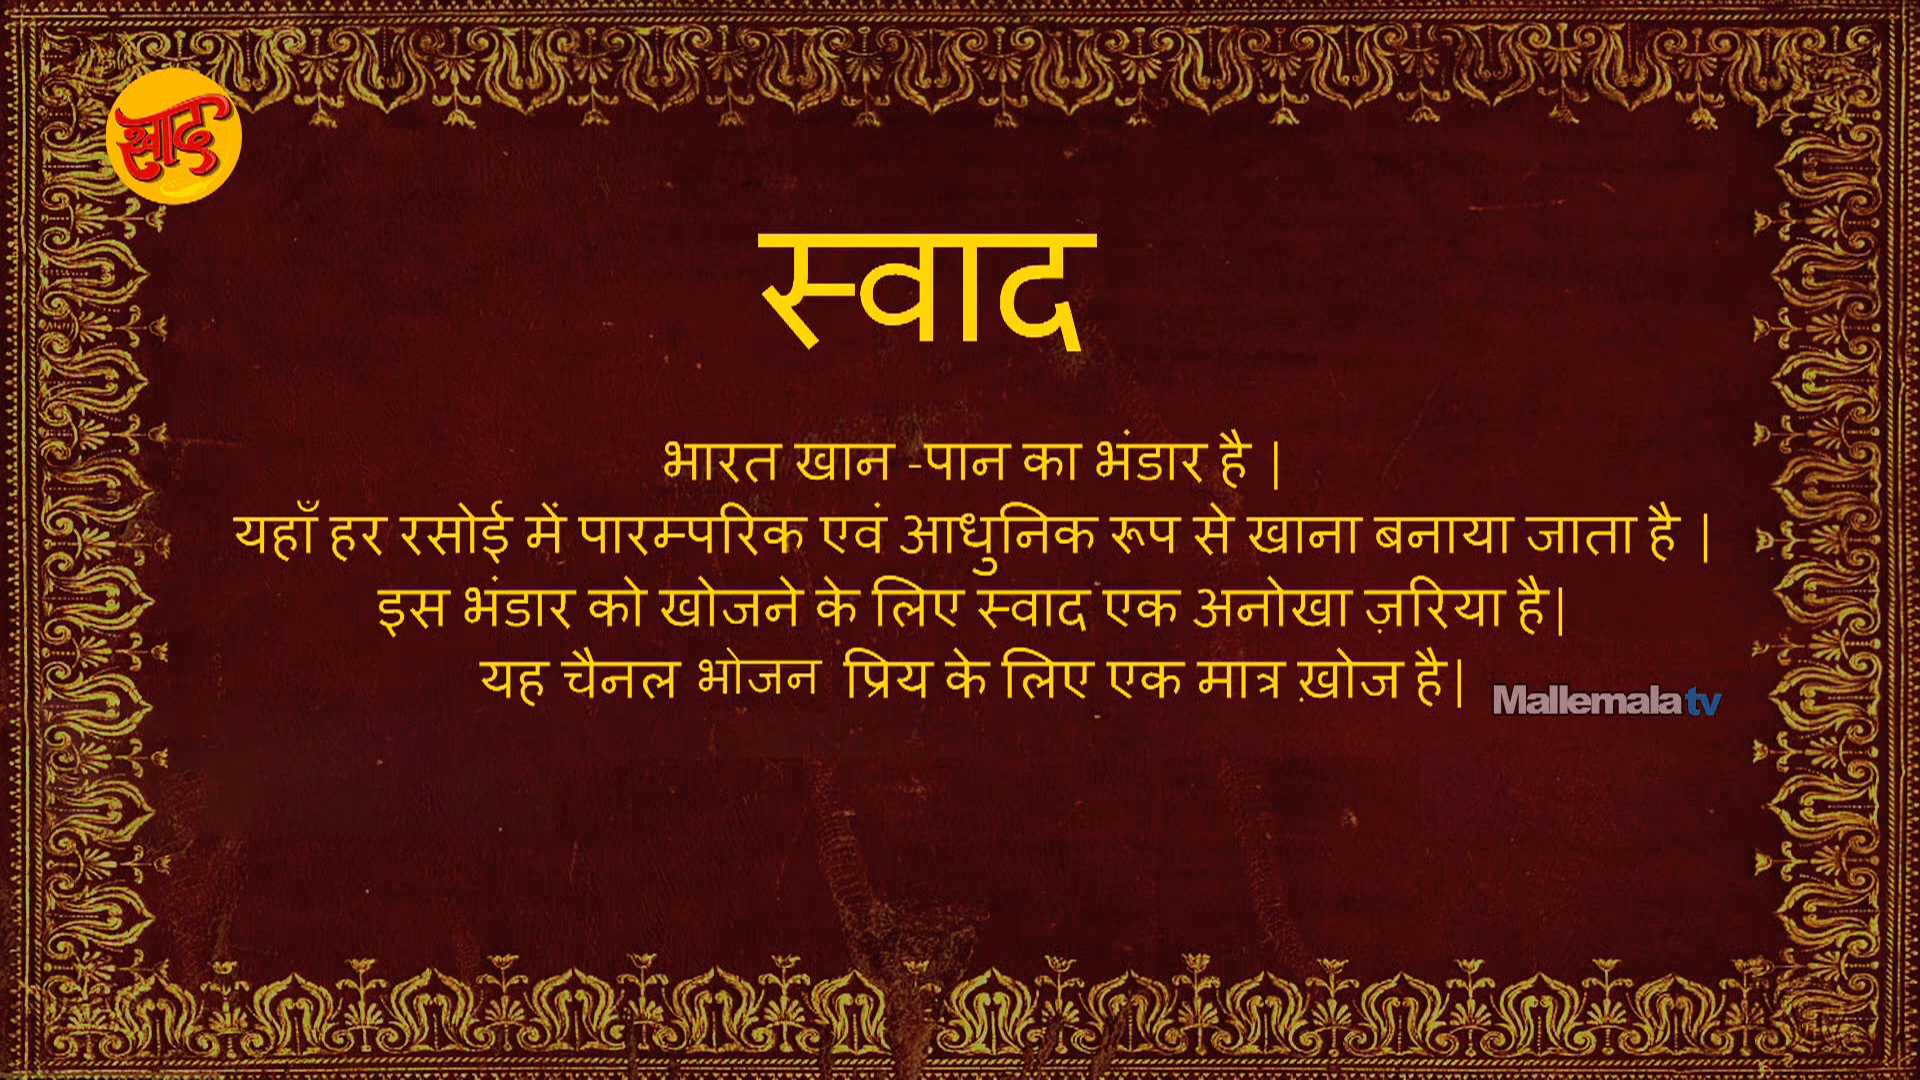 स्वाद
स्वाद
भारत खान -पान का भंडार है |
यहाँ हर रसोई में पारम्परिक एवं आधुनिक रूप से खाना बनाया जाता है |
इस भंडार को खोजने के लिए स्वाद एक अनोखा ज़रिया है|
यह चैनल भोजन प्रिय के लिए एक मात्र ख़ोज है|
Mallemalatv